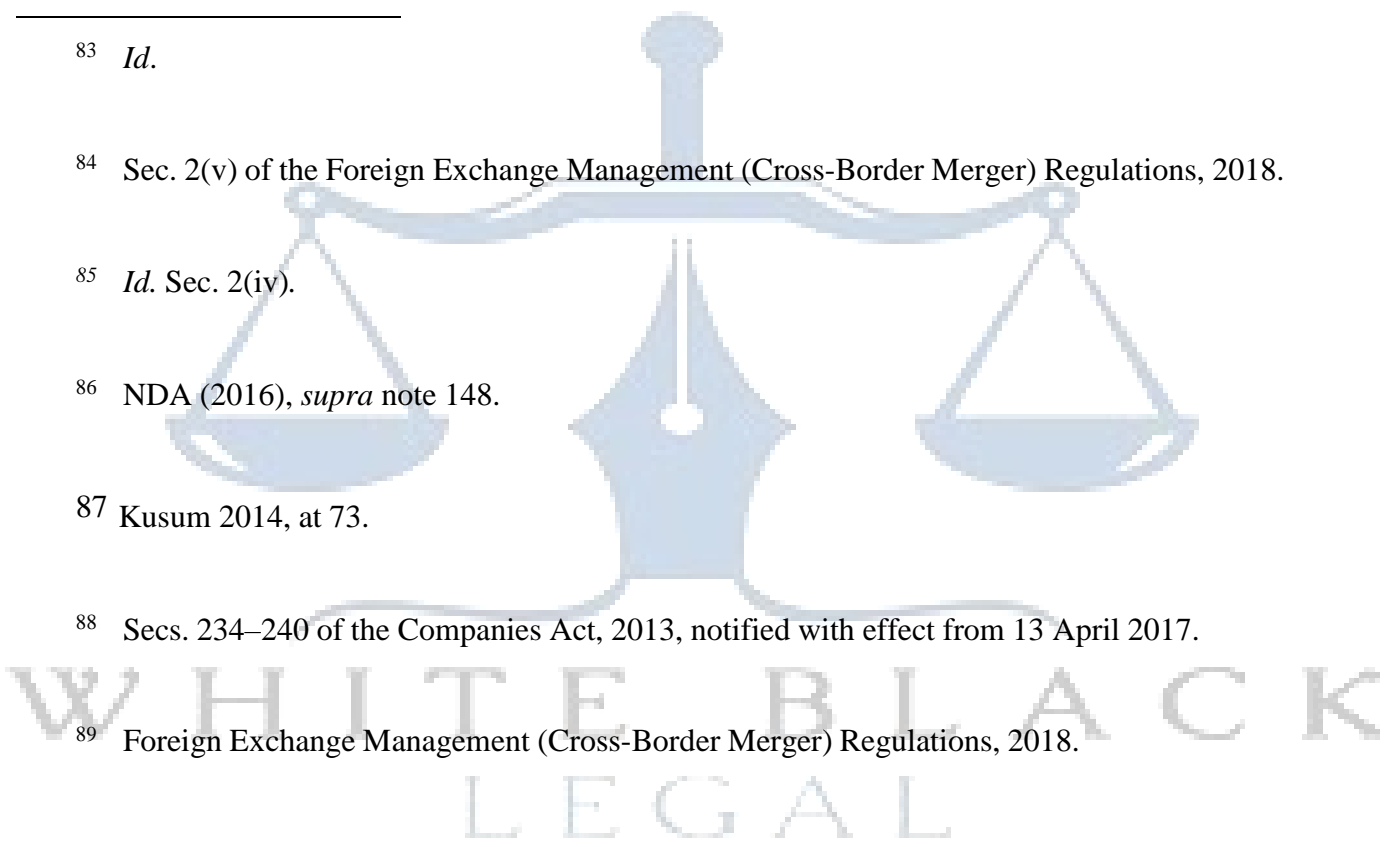 83 Id.
84 Sec. 2(v) of the Foreign Exchange Management (Cross-Border Merger) Regulations, 2018.
85 Id. Sec. 2(iv).
86 NDA (2016), supra note 148.
87 Kusum 2014, at 73.
88 Secs. 234–240 of the Companies Act, 2013, notified with effect from 13 April 2017.
WHITE BLACK
89 Foreign Exchange Management (Cross-Border Merger) Regulations, 2018.
LEGAL